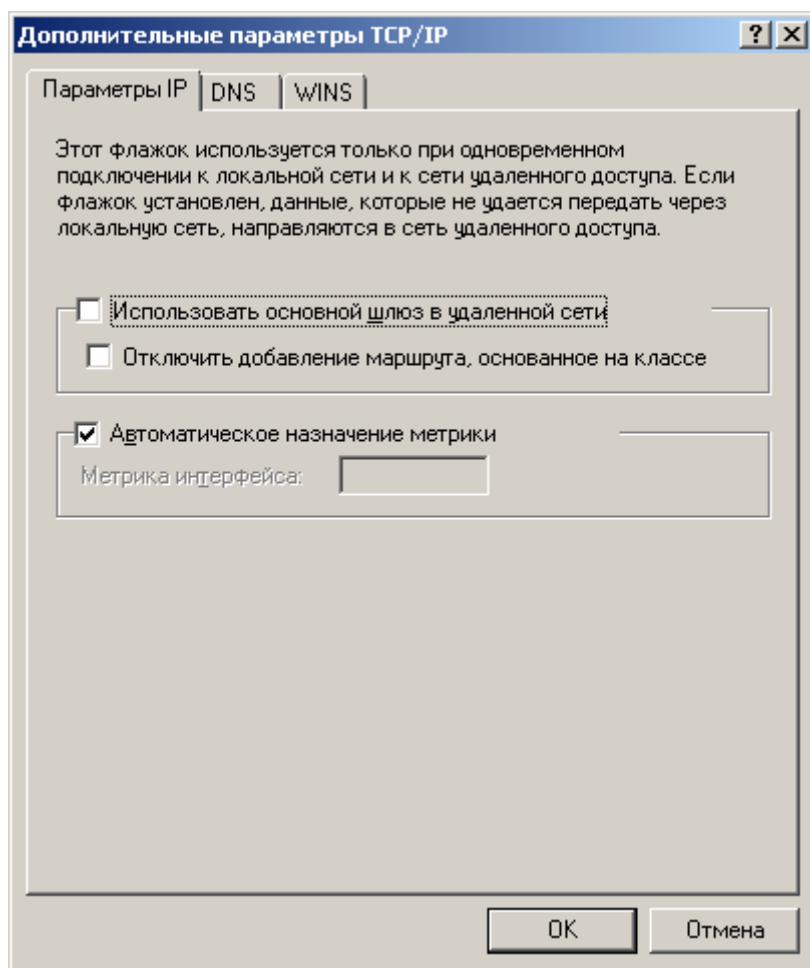 Дополнительные параметры TCP/IP
Параметры IP
DNS
WINS
Этот флажок используется только при одновременном
подключении к локальной сети и к сети удаленного доступа. Если
флажок установлен, данные, которые не удается передать через
локальную сеть, направляются в сеть удаленного доступа.
Использовать основной шлюз в удаленной сети
Отключить добавление маршрута, основанное на классе
Автоматическое назначение метрики
Метрика интерфейса:
OK
Отмена